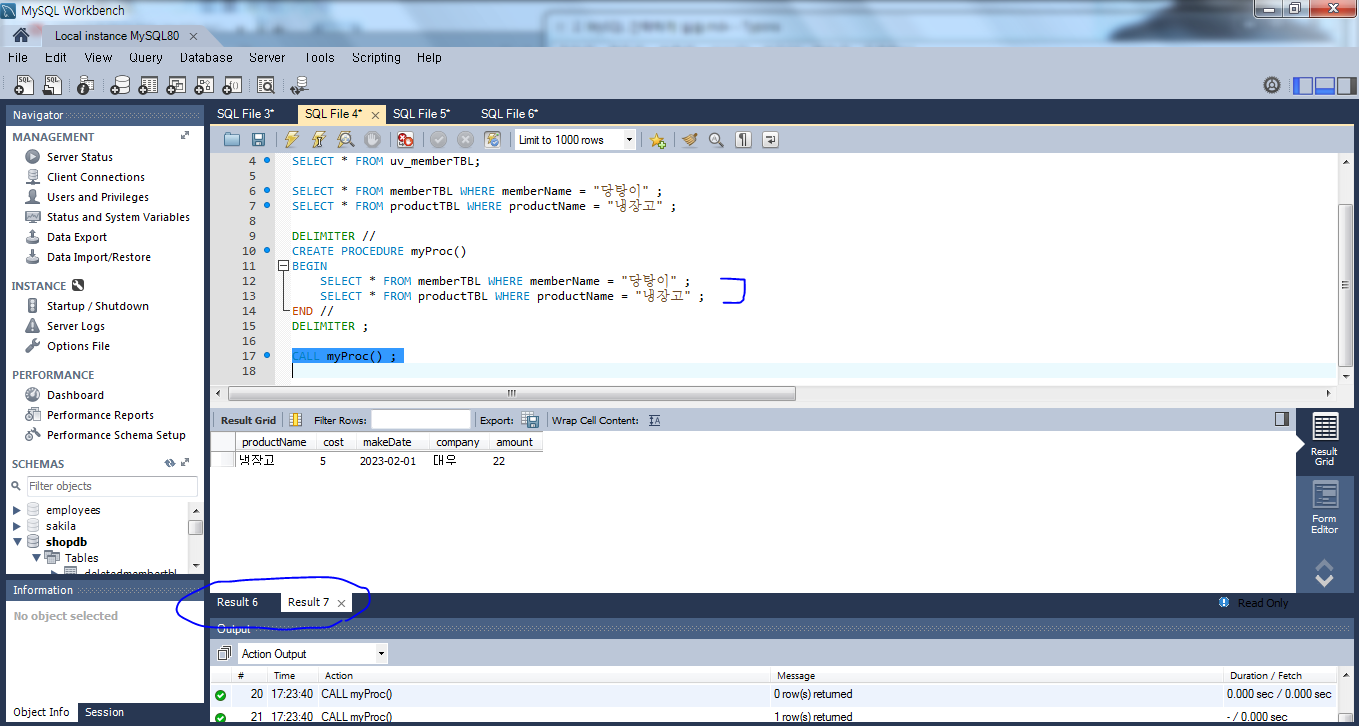 MySQL Workbench
Local instance MySQL80 ×
File Edit View Query Database Server Tools Scripting Help
Navigator
MANAGEMENT
Server Status
Client Connections
Users and Privileges
Status and System Variables
Data Export
Data Import/Restore
INSTANCE
Startup / Shutdown
Server Logs
Options File
PERFORMANCE
Dashboard
Performance Reports
Performance Schema Setup
SCHEMAS
Filter objects
employees
sakila
shopdb
Tables
Information
No object selected
Object Info Session
SQL File 3* SQL File 4* × SQL File 5* SQL File 6*
Limit to 1000 rows
4 SELECT * FROM uv_memberTBL;
5
6 SELECT * FROM memberTBL WHERE memberName = "당탕이" ;
7 SELECT * FROM productTBL WHERE productName = "냉장고" ;
8
9 DELIMITER //
10 CREATE PROCEDURE myProc()
11 BEGIN
12 SELECT * FROM memberTBL WHERE memberName = "당탕이" ;
13 SELECT * FROM productTBL WHERE productName = "냉장고" ;
14 END //
15 DELIMITER ;
16
17 CALL myProc() ;
18
Result Grid Filter Rows: Export: Wrap Cell Content:
productName cost makeDate company amount
냉장고 5 2023-02-01 대우 22
Result Grid
Form Editor
Result 6 Result 7 ×
Read Only
Output
Action Output
# Time Action Message Duration / Fetch
20 17:23:40 CALL myProc() 0 row(s) returned 0.000 sec / 0.000 sec
21 17:23:40 CALL myProc() 1 row(s) returned - / 0.000 sec